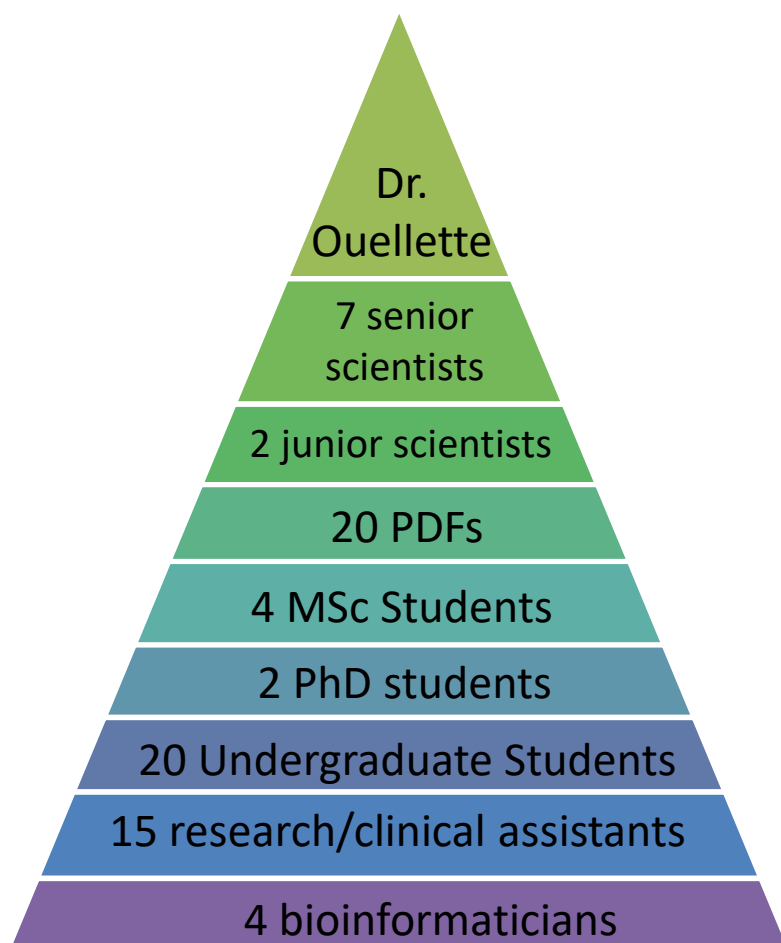 Dr.
Ouellette
7 senior
scientists
2 junior scientists
20 PDFs
4 MSc Students
2 PhD students
20 Undergraduate Students
15 research/clinical assistants
4 bioinformaticians